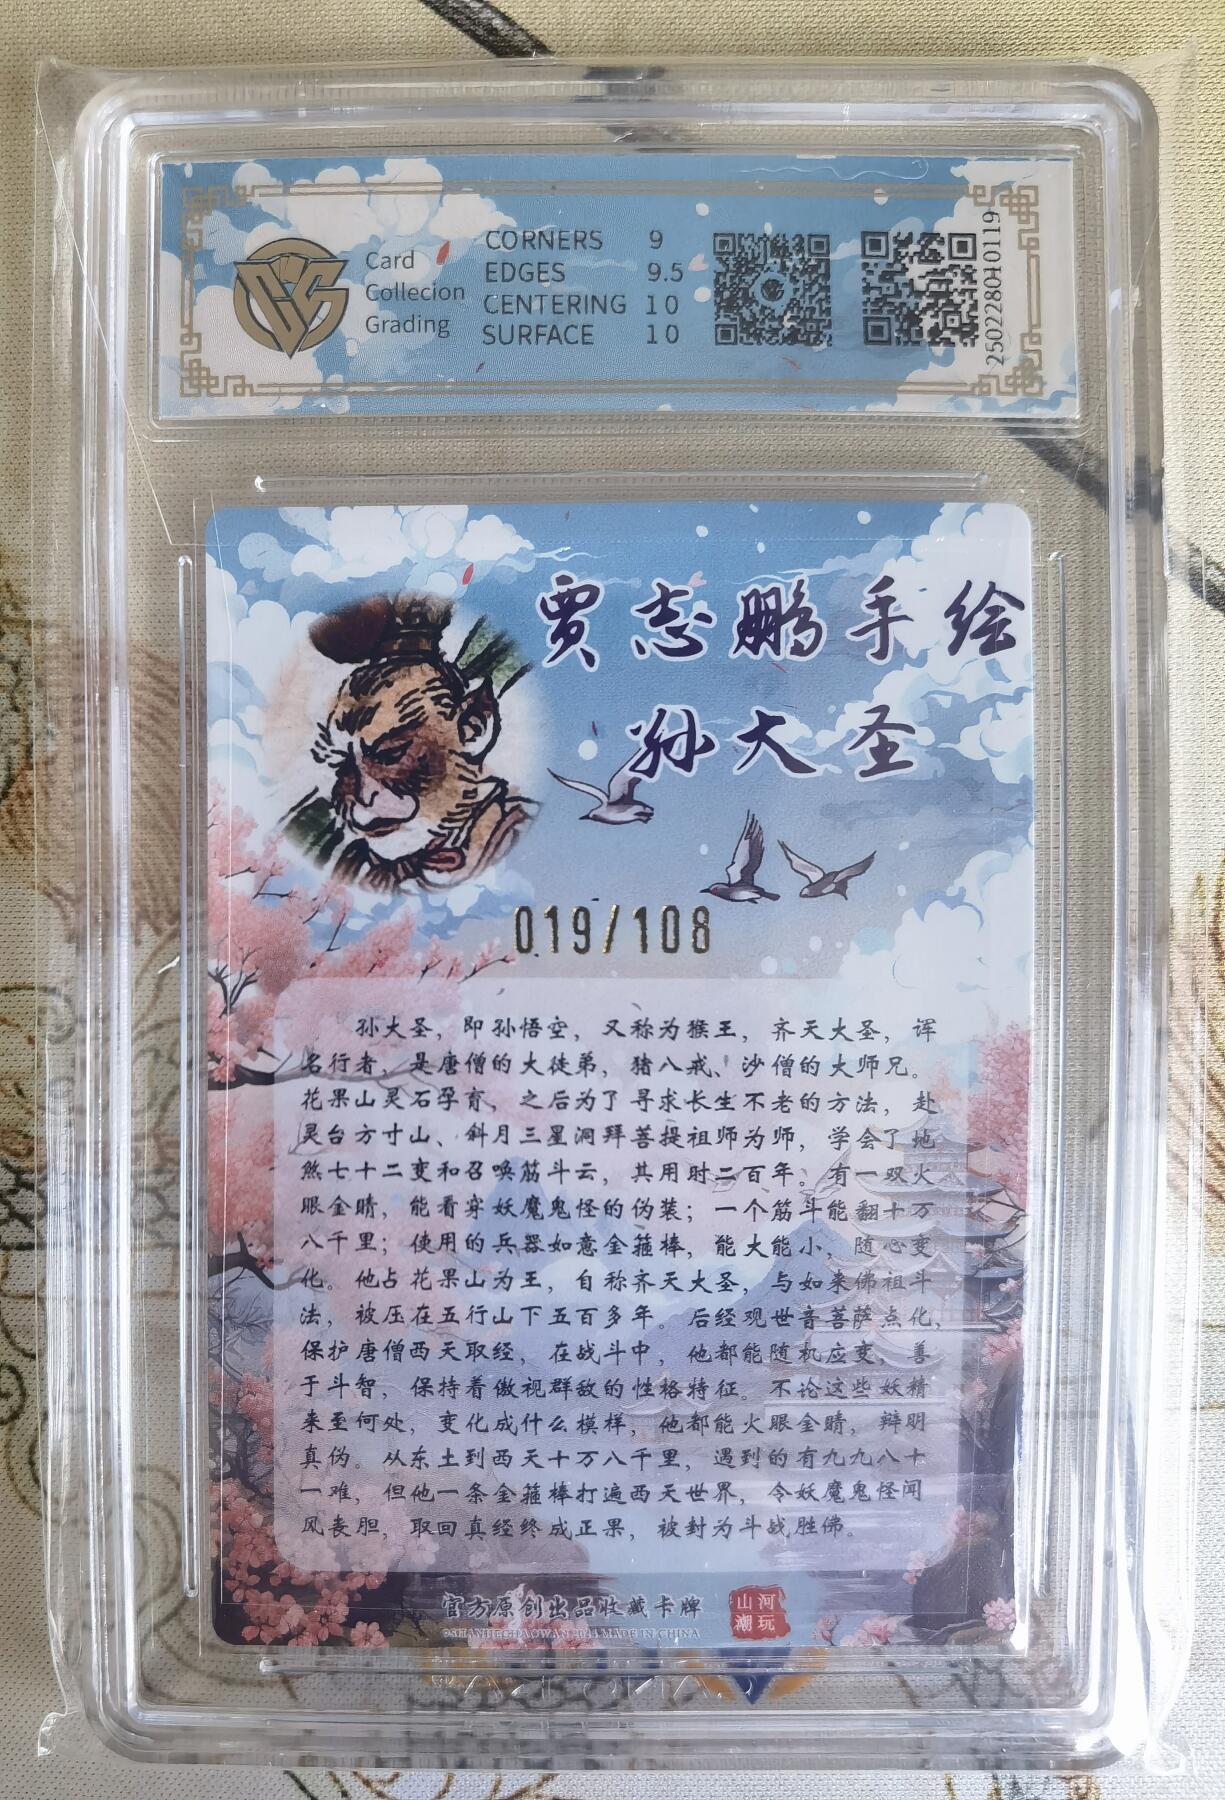 Card
Collecion
Grading
CORNERS 9
EDGES 9.5
CENTERING 10
SURFACE 10
25022801 0119
贾志鹏手绘
孙大圣
019/108
孙大圣，即孙悟空，又称为猴王，齐天大圣，诨
名行者，是唐僧的大徒弟，猪八戒、沙僧的大师兄。
花果山灵石孕育，之后为了寻求长生不老的方法，赴
灵台方寸山、斜月三星洞拜菩提祖师为师，学会了地
煞七十二变和召唤筋斗云，其用时二百年。有一双火
眼金睛，能看穿妖魔鬼怪的伪装；一个筋斗能翻十万
八千里；使用的兵器如意金箍棒，能大能小，随心变
化。他占花果山为王，自称齐天大圣，与如来佛祖斗
法，被压在五行山下五百多年。后经观世音菩萨点化，
保护唐僧西天取经，在战斗中，他都能随机应变，善
于斗智，保持着傲视群敌的性格特征。不论这些妖精
来至何处，变化成什么模样，他都能火眼金睛，辩明
真伪。从东土到西天十万八千里，遇到的有九九八十
一难，但他一条金箍棒打遍西天世界，令妖魔鬼怪闻
风丧胆，取回真经终成正果，被封为斗战胜佛。
官方原创出品收藏卡牌
©SHANHECHAOWAN 2024 MADE IN CHINA
山河
潮玩